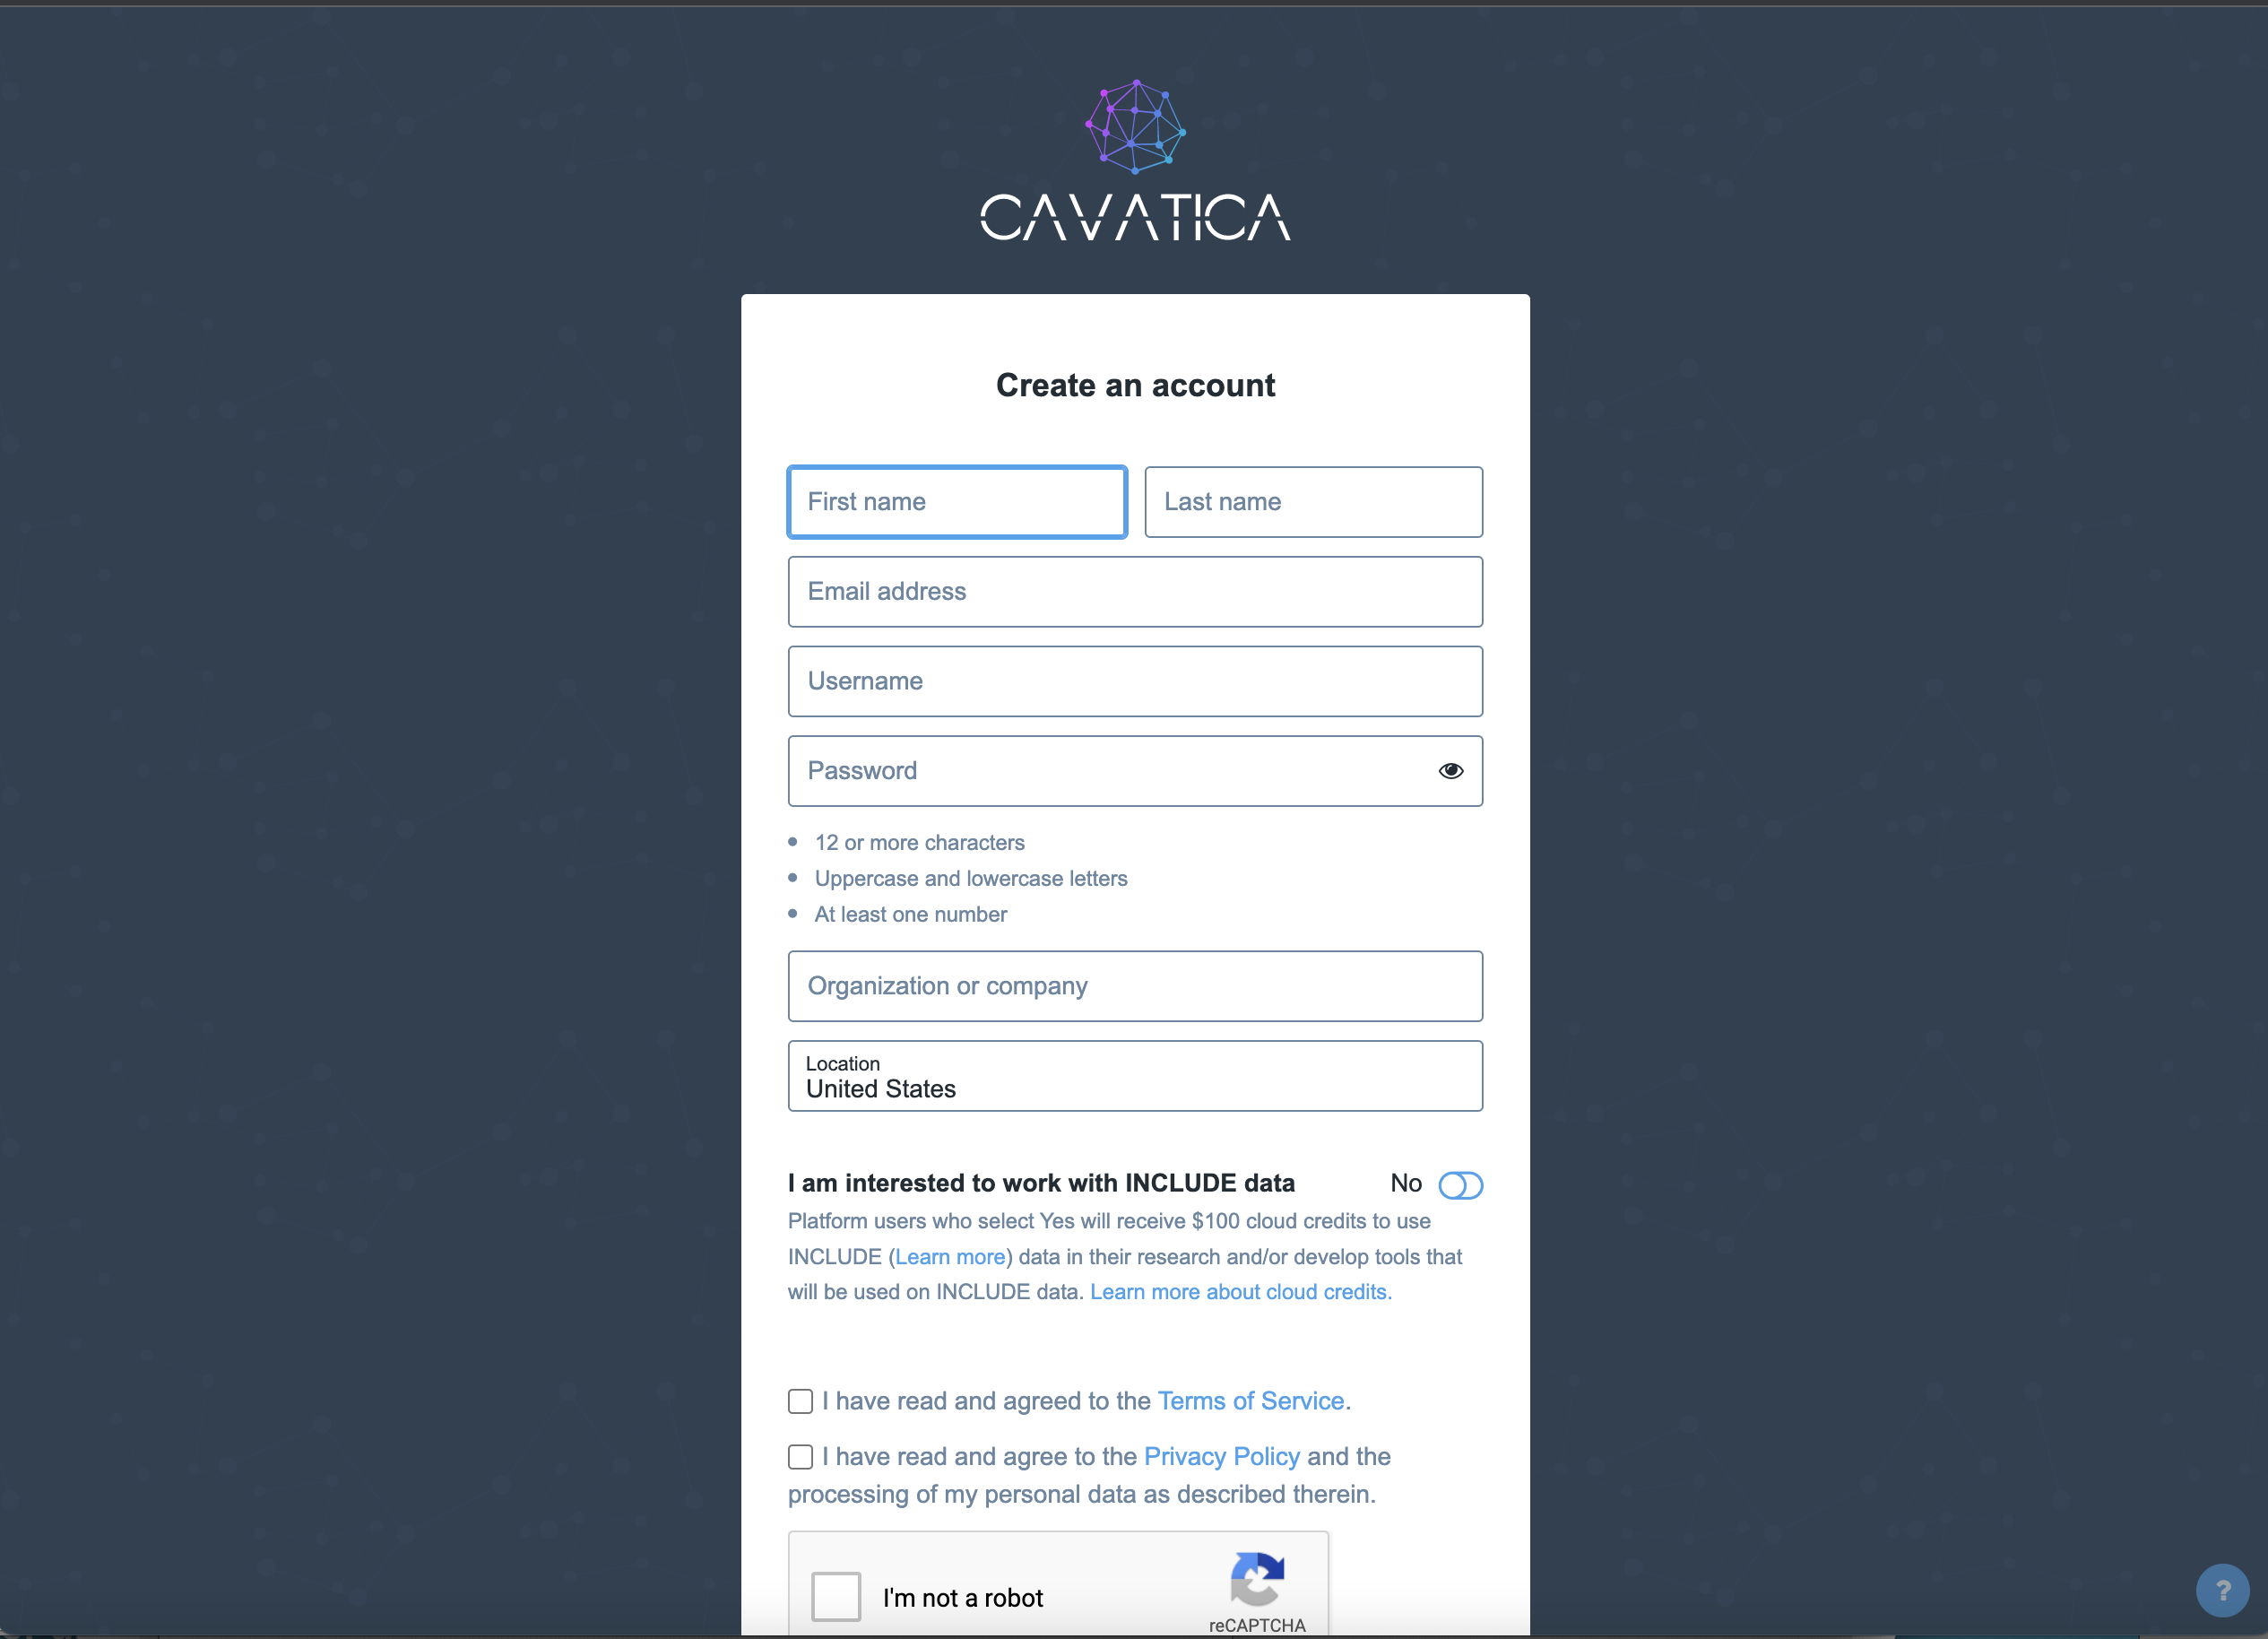 CAVATICA
Create an account
First name
Last name
Email address
Username
Password
12 or more characters
Uppercase and lowercase letters
At least one number
Organization or company
Location
United States
I am interested to work with INCLUDE data No
Platform users who select Yes will receive $100 cloud credits to use
INCLUDE (Learn more) data in their research and/or develop tools that
will be used on INCLUDE data. Learn more about cloud credits.
I have read and agreed to the Terms of Service.
I have read and agree to the Privacy Policy and the
processing of my personal data as described therein.
I'm not a robot
reCAPTCHA
?